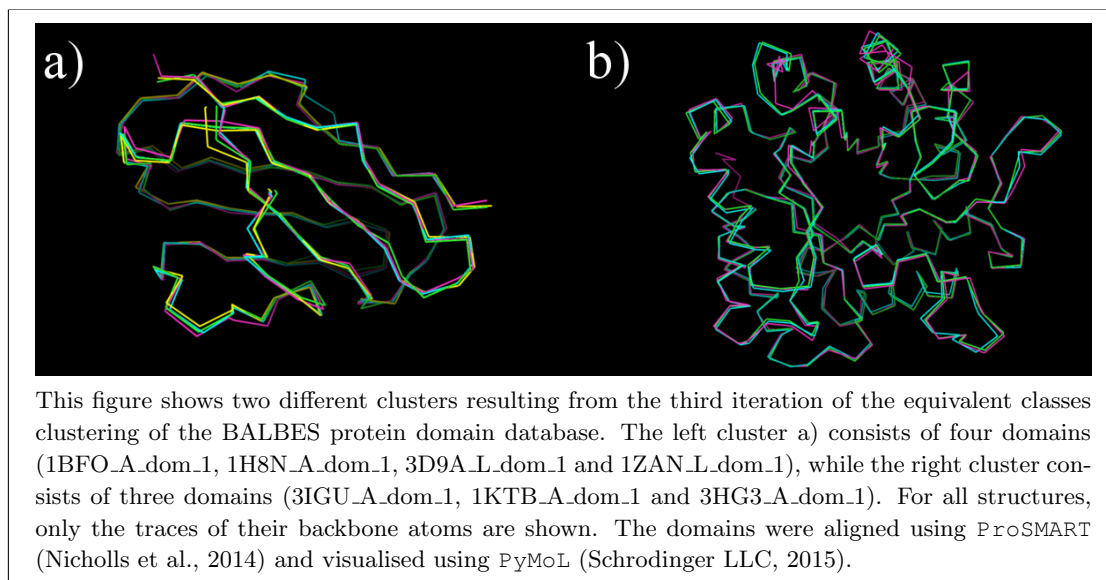 a)
b)
This figure shows two different clusters resulting from the third iteration of the equivalent classes
clustering of the BALBES protein domain database. The left cluster a) consists of four domains
(1BFO_A_dom_1, 1H8N_A_dom_1, 3D9A_L_dom_1 and 1ZAN_L_dom_1), while the right cluster con-
sists of three domains (3IGU_A_dom_1, 1KTB_A_dom_1 and 3HG3_A_dom_1). For all structures,
only the traces of their backbone atoms are shown. The domains were aligned using ProSMART
(Nicholls et al., 2014) and visualised using PyMoL (Schrodinger LLC, 2015).